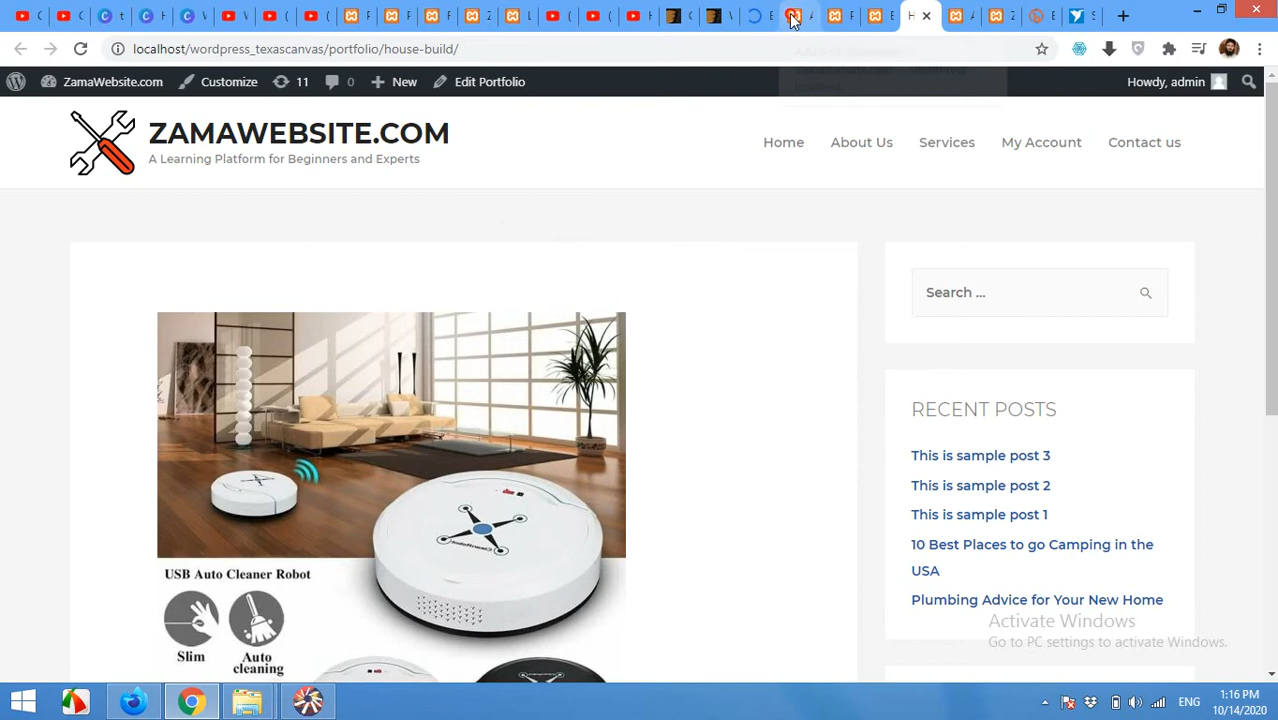 localhost/wordpress_texascanvas/portfolio/house-build/
ZamaWebsite.com Customize 11 0 New Edit Portfolio Howdy, admin
ZAMAWEBSITE.COM
A Learning Platform for Beginners and Experts
Home About Us Services My Account Contact us
Search ...
RECENT POSTS
This is sample post 3
This is sample post 2
This is sample post 1
10 Best Places to go Camping in the
USA
Plumbing Advice for Your New Home
USB Auto Cleaner Robot
Slim
Auto
cleaning
Activate Windows
Go to PC settings to activate Windows.
ENG
1:16 PM
10/14/2020